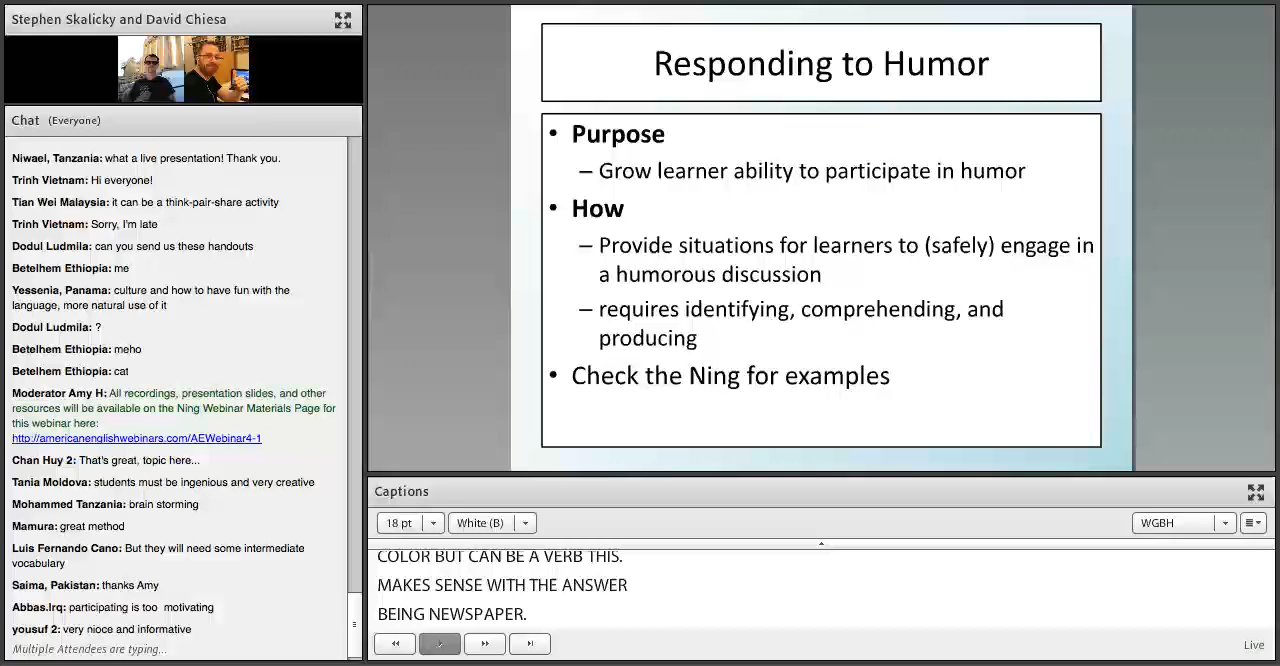 Stephen Skalicky and David Chiesa
Chat (Everyone)
Niwael, Tanzania: what a live presentation! Thank you.
Trinh Vietnam: Hi everyone!
Tian Wei Malaysia: it can be a think-pair-share activity
Trinh Vietnam: Sorry, I'm late
Dodul Ludmila: can you send us these handouts
Betelhem Ethiopia: me
Yessenia, Panama: culture and how to have fun with the
language, more natural use of it
Dodul Ludmila: ?
Betelhem Ethiopia: meho
Betelhem Ethiopia: cat
Moderator Amy H: All recordings, presentation slides, and other
resources will be available on the Ning Webinar Materials Page for
this webinar here:
http://americanenglishwebinars.com/AEWebinar4-1
Chan Huy 2: That's great, topic here...
Tania Moldova: students must be ingenious and very creative
Mohammed Tanzania: brain storming
Mamura: great method
Luis Fernando Cano: But they will need some intermediate
vocabulary
Saima, Pakistan: thanks Amy
Abbas.Irq: participating is too  motivating
yousuf 2: very nioce and informative
Multiple Attendees are typing...
Responding to Humor
• Purpose
– Grow learner ability to participate in humor
• How
– Provide situations for learners to (safely) engage in
a humorous discussion
– requires identifying, comprehending, and
producing
• Check the Ning for examples
Captions
18 pt White (B) WGBH
COLOR BUT CAN BE A VERB THIS.
MAKES SENSE WITH THE ANSWER
BEING NEWSPAPER.
Live